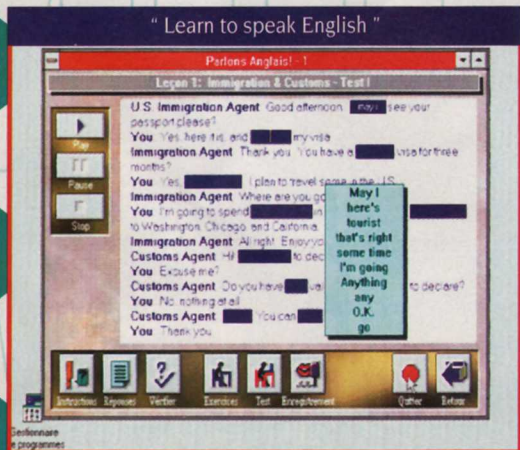 " Learn to speak English "
Parlons Anglais! - 1
Leçon 1: Immigration & Customs - Test I
U.S. Immigration Agent Good afternoon. May I see your
passport please?
You Yes, here it is, and my visa
Immigration Agent Thank you. You have a visa for three
months?
You Yes, I plan to travel some in the U.S.
Immigration Agent Where are you go
You I'm going to spend in
to Washington, Chicago and California.
Immigration Agent All right. Enjoy yo
Customs Agent Hi! to dec
You Excuse me?
Customs Agent Do you have val to declare?
You No, nothing at all
Customs Agent You can
You Thank you
May I
here's
tourist
that's right
some time
I'm going
Anything
any
O.K.
go
Play
Pause
Stop
Instructions Réponses Vérifier Exercices Test Enregistrement Quitter Retour
Gestionnaire
e programmes